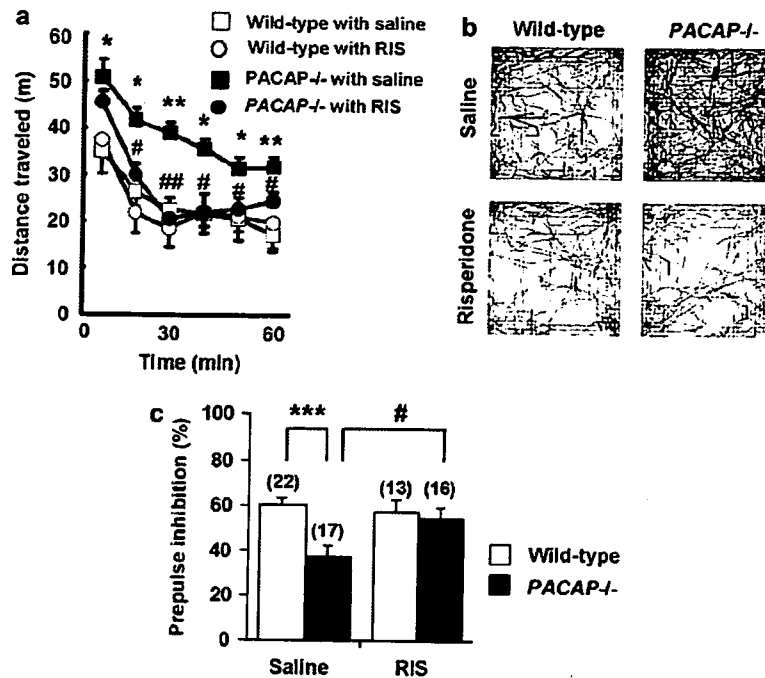 a
60
50
40
30
20
10
0
0
30
60
Distance traveled (m)
Time (min)
Wild-type with saline
Wild-type with RIS
PACAP-/- with saline
PACAP-/- with RIS
*
*
**
*
*
**
#
##
#
#
#
b
Wild-type
PACAP-/-
Saline
Risperidone
c
100
80
60
40
20
0
Prepulse inhibition (%)
***
#
(22)
(17)
(13)
(16)
Saline
RIS
Wild-type
PACAP-/-